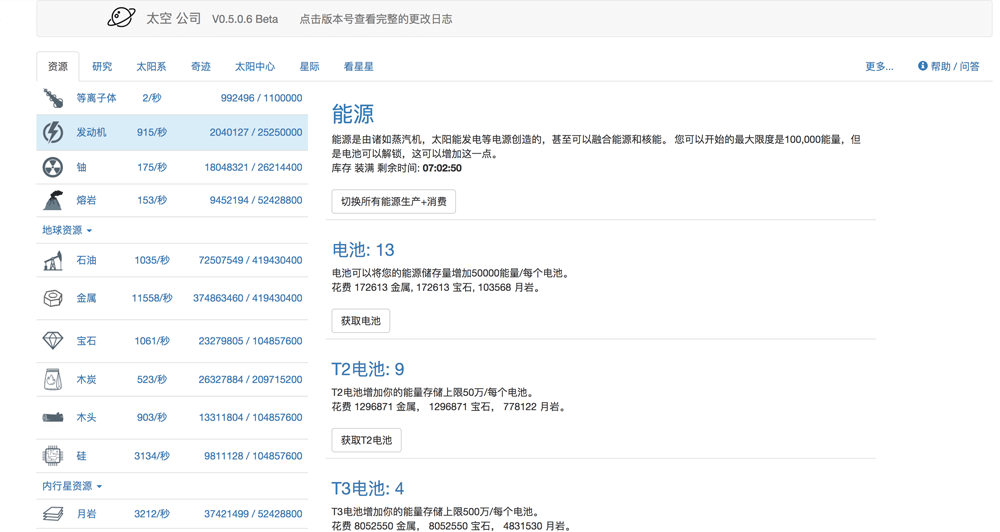 太空 公司 V0.5.0.6 Beta 点击版本号查看完整的更改日志
资源 研究 太阳系 奇迹 太阳中心 星际 看星星 更多... 帮助 / 问答
等离子体 2/秒 992496 / 1100000
发动机 915/秒 2040127 / 25250000
铀 175/秒 18048321 / 26214400
熔岩 153/秒 9452194 / 52428800
地球资源
石油 1035/秒 72507549 / 419430400
金属 11558/秒 374863460 / 419430400
宝石 1061/秒 23279805 / 104857600
木炭 523/秒 26327884 / 209715200
木头 903/秒 13311804 / 104857600
硅 3134/秒 9811128 / 104857600
内行星资源
月岩 3212/秒 37421499 / 52428800
能源
能源是由诸如蒸汽机，太阳能发电等电源创造的，甚至可以融合能源和核能。 您可以开始的最大限度是100,000能量，但
是电池可以解锁，这可以增加这一点。
库存 装满 剩余时间: 07:02:50
切换所有能源生产+消费
电池: 13
电池可以将您的能源储存量增加50000能量/每个电池。
花费 172613 金属, 172613 宝石, 103568 月岩。
获取电池
T2电池: 9
T2电池增加你的能量存储上限50万/每个电池。
花费 1296871 金属， 1296871 宝石， 778122 月岩。
获取T2电池
T3电池: 4
T3电池增加你的能量存储上限500万/每个电池。
花费 8052550 金属， 8052550 宝石， 4831530 月岩。